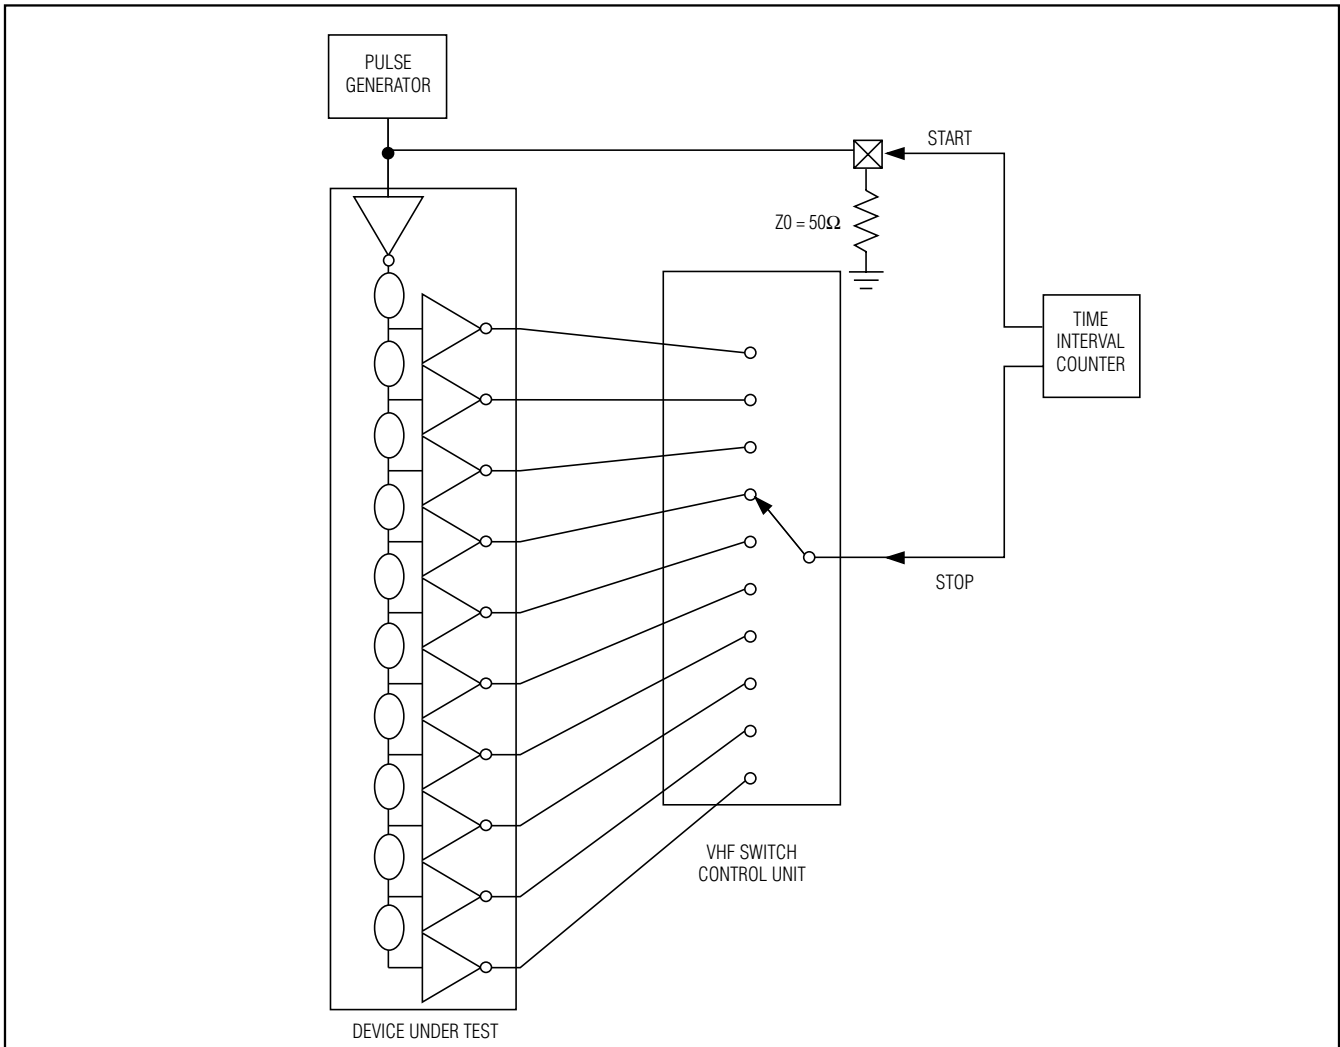 PULSE
GENERATOR
START
Z0 = 50Ω
TIME
INTERVAL
COUNTER
STOP
VHF SWITCH
CONTROL UNIT
DEVICE UNDER TEST